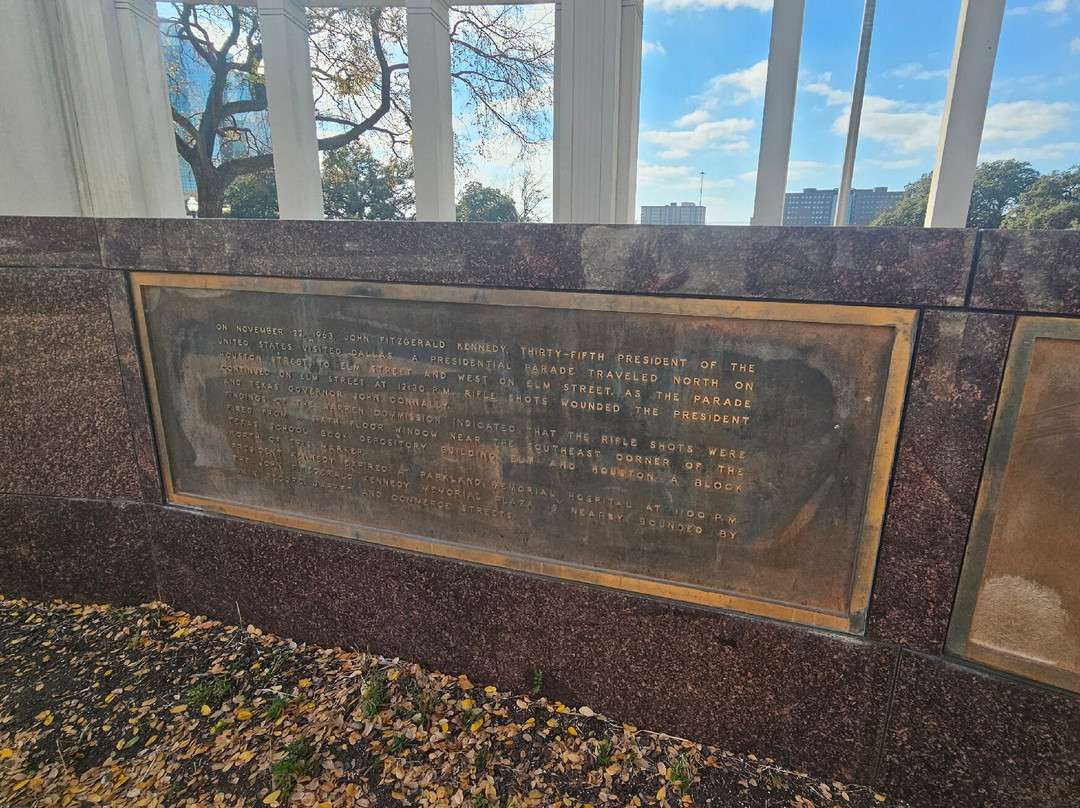 ON NOVEMBER 22, 1963, JOHN FITZGERALD KENNEDY, THIRTY-FIFTH PRESIDENT OF THE
UNITED STATES, VISITED DALLAS. A PRESIDENTIAL PARADE TRAVELED NORTH ON
HOUSTON STREET TO ELM STREET AND WEST ON ELM STREET. AS THE PARADE
CONTINUED ON ELM STREET AT 12:30 P.M. RIFLE SHOTS WOUNDED THE PRESIDENT
AND TEXAS GOVERNOR JOHN CONNALLY.
FINDINGS OF THE WARREN COMMISSION INDICATED THAT THE RIFLE SHOTS WERE
FIRED FROM A SIXTH FLOOR WINDOW NEAR THE SOUTHEAST CORNER OF THE
TEXAS SCHOOL BOOK DEPOSITORY BUILDING, ELM AND HOUSTON, A BLOCK
NORTH OF THIS MARKER.
PRESIDENT KENNEDY EXPIRED AT PARKLAND MEMORIAL HOSPITAL AT 1:00 P.M.
KENNEDY MEMORIAL PLAZA IS NEARBY, BOUNDED BY
RECORD, MARKET AND COMMERCE STREETS.